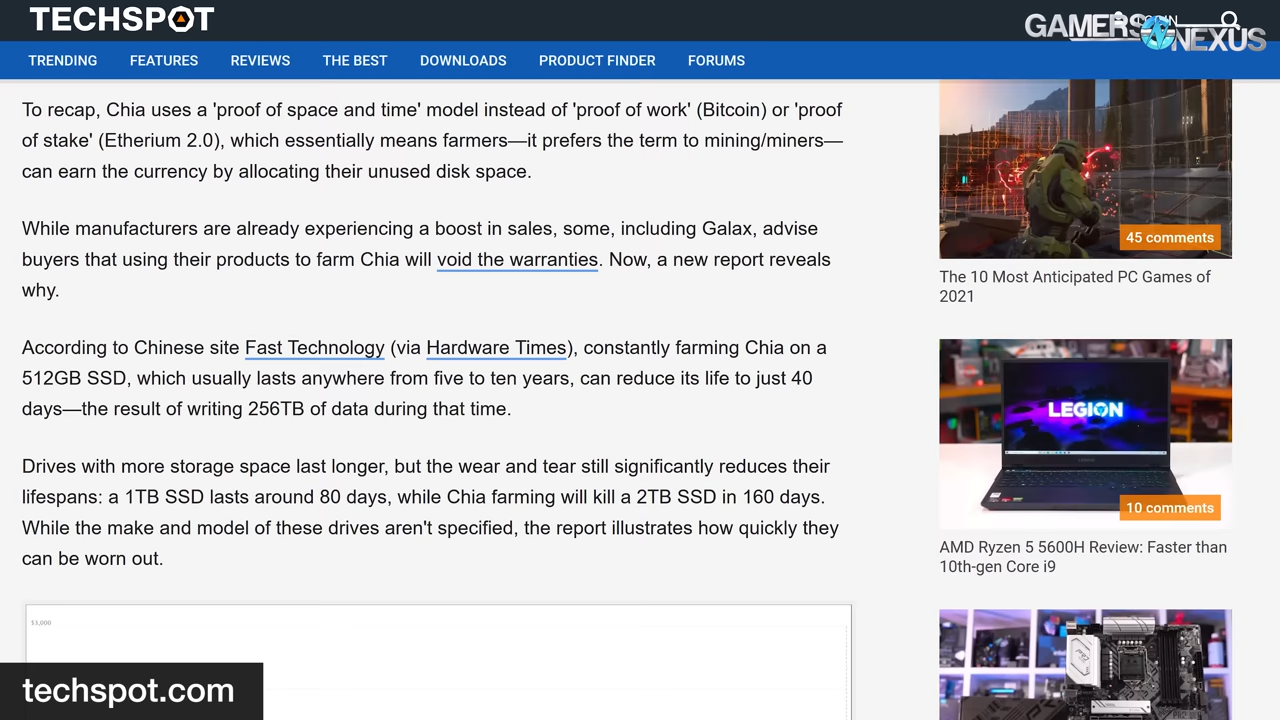 TECHSPOT
LOGIN
GAMERS NEXUS
TRENDING FEATURES REVIEWS THE BEST DOWNLOADS PRODUCT FINDER FORUMS
To recap, Chia uses a 'proof of space and time' model instead of 'proof of work' (Bitcoin) or 'proof
of stake' (Etherium 2.0), which essentially means farmers—it prefers the term to mining/miners—
can earn the currency by allocating their unused disk space.
While manufacturers are already experiencing a boost in sales, some, including Galax, advise
buyers that using their products to farm Chia will void the warranties. Now, a new report reveals
why.
According to Chinese site Fast Technology (via Hardware Times), constantly farming Chia on a
512GB SSD, which usually lasts anywhere from five to ten years, can reduce its life to just 40
days—the result of writing 256TB of data during that time.
Drives with more storage space last longer, but the wear and tear still significantly reduces their
lifespans: a 1TB SSD lasts around 80 days, while Chia farming will kill a 2TB SSD in 160 days.
While the make and model of these drives aren't specified, the report illustrates how quickly they
can be worn out.
$3,000
45 comments
The 10 Most Anticipated PC Games of
2021
LEGION
10 comments
AMD Ryzen 5 5600H Review: Faster than
10th-gen Core i9
techspot.com